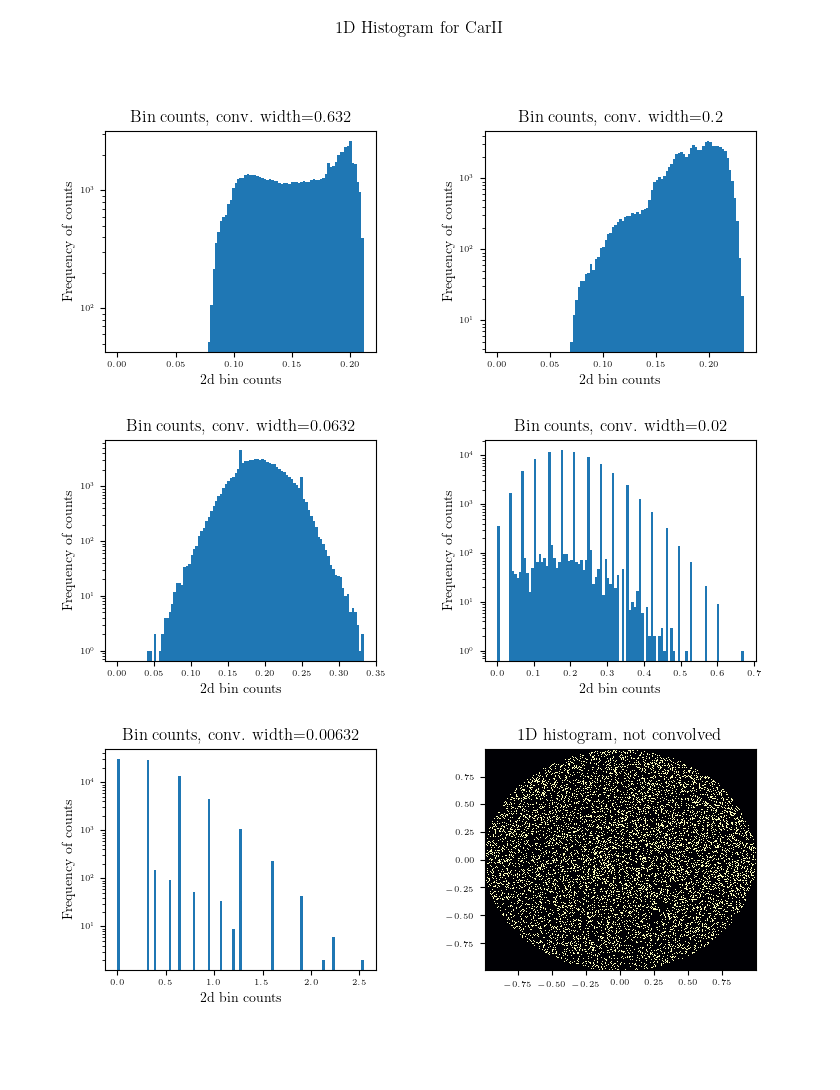 1D Histogram for CarII
Bin counts, conv. width=0.632
Frequency of counts
10³
10²
0.00 0.05 0.10 0.15 0.20
2d bin counts
Bin counts, conv. width=0.2
Frequency of counts
10³
10²
10¹
0.00 0.05 0.10 0.15 0.20
2d bin counts
Bin counts, conv. width=0.0632
Frequency of counts
10³
10²
10¹
10⁰
0.00 0.05 0.10 0.15 0.20 0.25 0.30 0.35
2d bin counts
Bin counts, conv. width=0.02
Frequency of counts
10⁴
10³
10²
10¹
10⁰
0.0 0.1 0.2 0.3 0.4 0.5 0.6 0.7
2d bin counts
Bin counts, conv. width=0.00632
Frequency of counts
10⁴
10³
10²
10¹
0.0 0.5 1.0 1.5 2.0 2.5
2d bin counts
1D histogram, not convolved
0.75
0.50
0.25
0.00
−0.25
−0.50
−0.75
−0.75 −0.50 −0.25 0.00 0.25 0.50 0.75